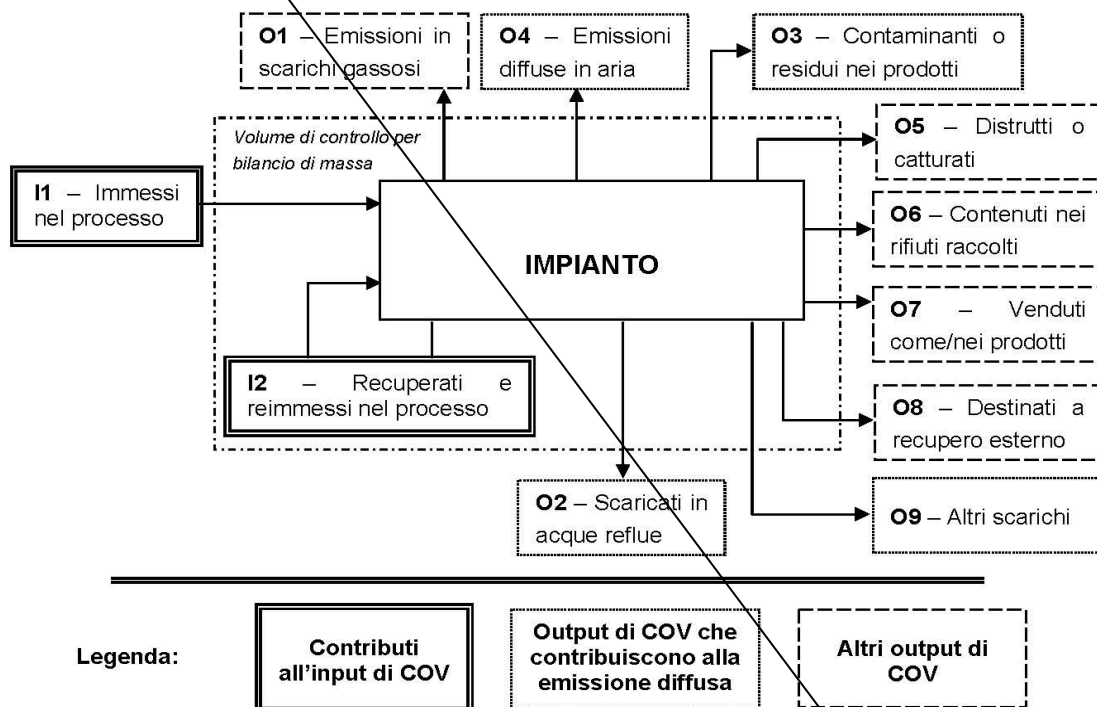 O1 – Emissioni in
scarichi gassosi
O4 – Emissioni
diffuse in aria
O3 – Contaminanti o
residui nei prodotti
Volume di controllo per
bilancio di massa
O5 – Distrutti o
catturati
I1 – Immessi
nel processo
O6 – Contenuti nei
rifiuti raccolti
IMPIANTO
O7 – Venduti
come/nei prodotti
I2 – Recuperati e
reimmessi nel processo
O8 – Destinati a
recupero esterno
O2 – Scaricati in
acque reflue
O9 – Altri scarichi
Legenda:
Contributi
all'input di COV
Output di COV che
contribuiscono alla
emissione diffusa
Altri output di
COV